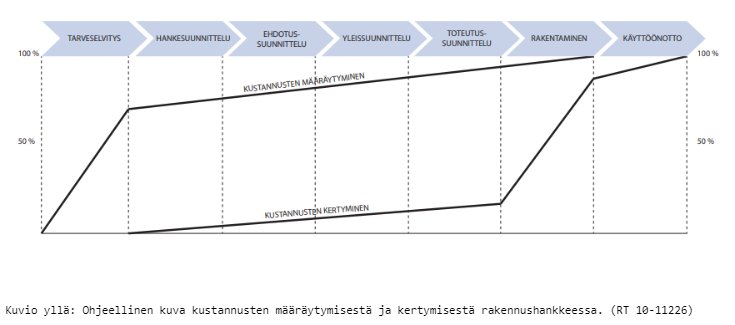 TARVESELVITYS
HANKESUUNNITTELU
EHDOTUS-
SUUNNITTELU
YLEISSUUNNITTELU
TOTEUTUS-
SUUNNITTELU
RAKENTAMINEN
KÄYTTÖÖNOTTO
100 %
100 %
KUSTANNUSTEN MÄÄRÄYTYMINEN
50 %
50 %
KUSTANNUSTEN KERTYMINEN
Kuvio yllä: Ohjeellinen kuva kustannusten määräytymisestä ja kertymisestä rakennushankkeessa. (RT 10-11226)